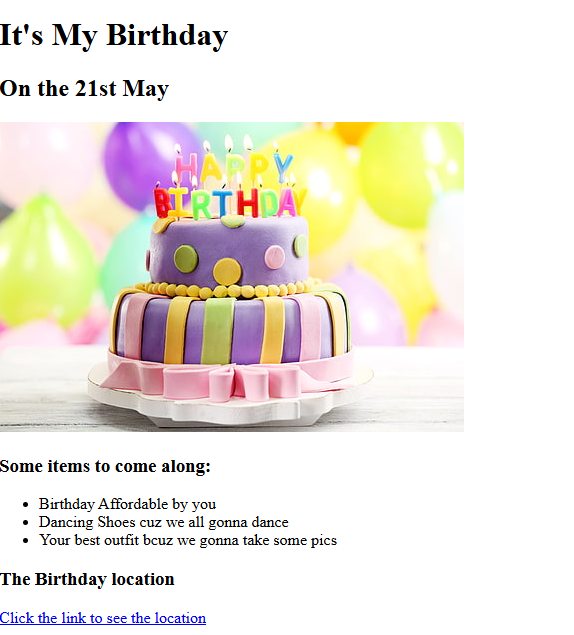 It's My Birthday
On the 21st May
HAPPY
BIRTHDAY
Some items to come along:
Birthday Affordable by you
Dancing Shoes cuz we all gonna dance
Your best outfit bcuz we gonna take some pics
The Birthday location
Click the link to see the location